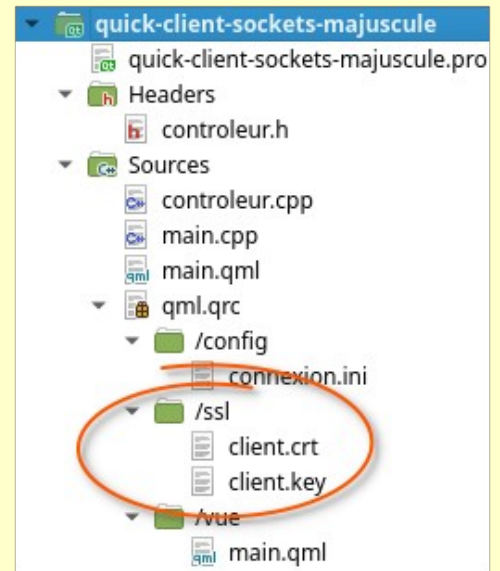 quick-client-sockets-majuscule
quick-client-sockets-majuscule.pro
Headers
controleur.h
Sources
controleur.cpp
main.cpp
main.qml
qml.qrc
/config
connexion.ini
/ssl
client.crt
client.key
/vue
main.qml